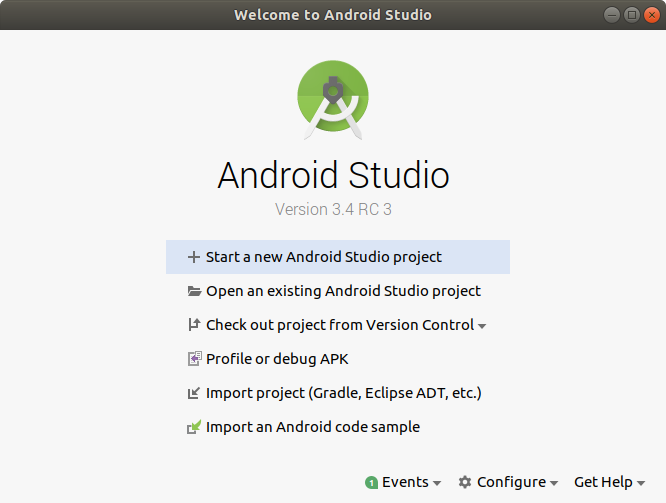 Welcome to Android Studio
Android Studio
Version 3.4 RC 3
Start a new Android Studio project
Open an existing Android Studio project
Check out project from Version Control
Profile or debug APK
Import project (Gradle, Eclipse ADT, etc.)
Import an Android code sample
1 Events Configure Get Help